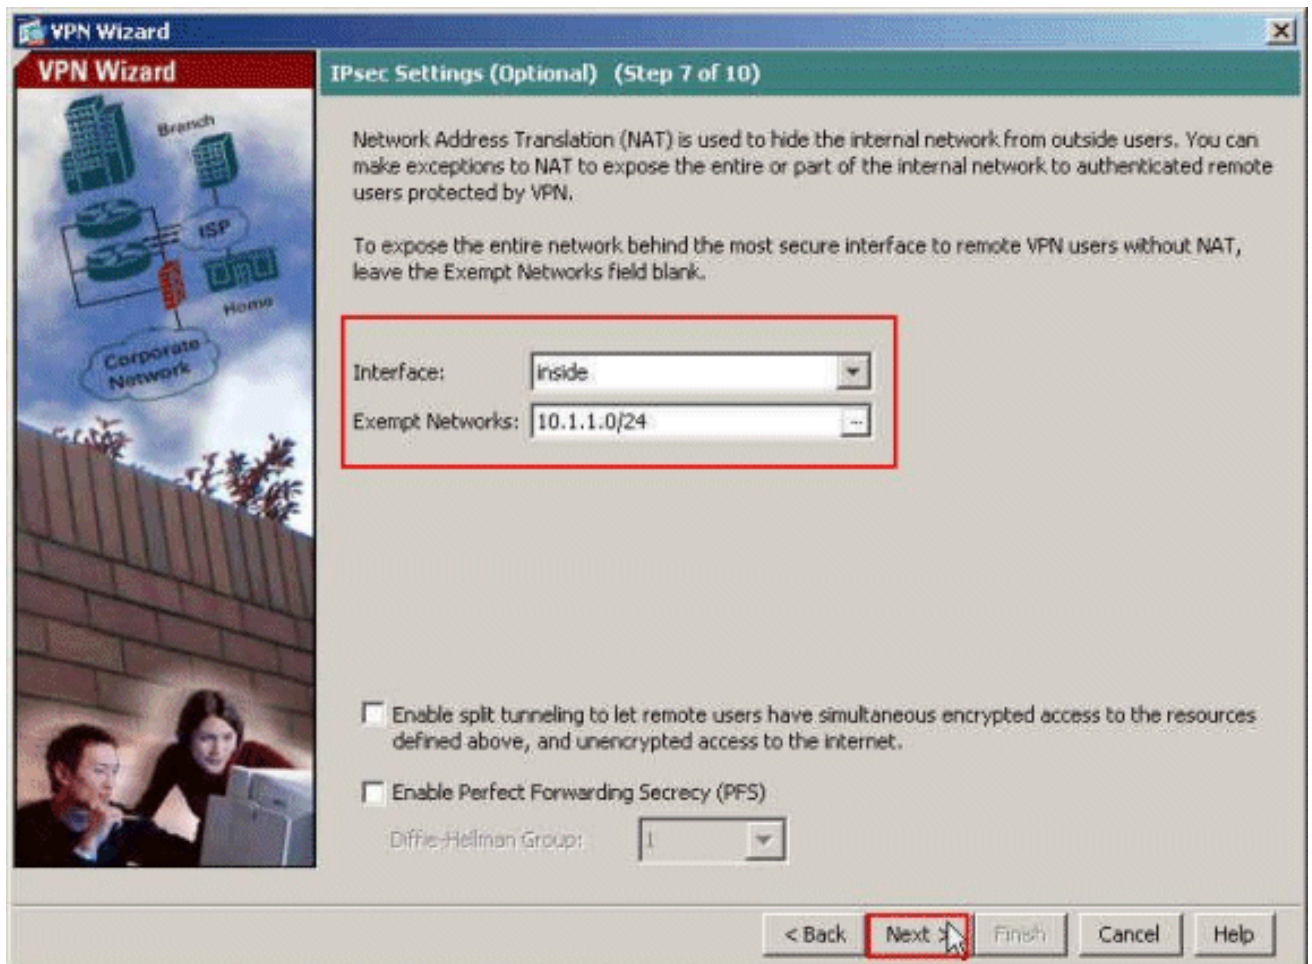 VPN Wizard
VPN Wizard
IPsec Settings (Optional) (Step 7 of 10)
Branch
ISP
Home
Corporate
Network
Network Address Translation (NAT) is used to hide the internal network from outside users. You can
make exceptions to NAT to expose the entire or part of the internal network to authenticated remote
users protected by VPN.
To expose the entire network behind the most secure interface to remote VPN users without NAT,
leave the Exempt Networks field blank.
Interface: inside
Exempt Networks: 10.1.1.0/24 ...
Enable split tunneling to let remote users have simultaneous encrypted access to the resources
defined above, and unencrypted access to the internet.
Enable Perfect Forwarding Secrecy (PFS)
Diffie-Hellman Group: 1
< Back Next > Finish Cancel Help